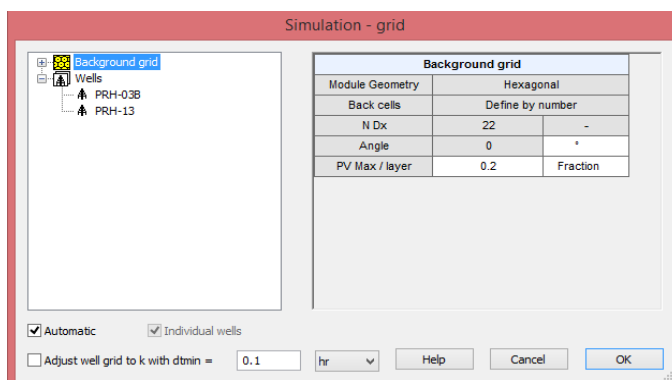 Simulation - grid
Background grid
Wells
PRH-03B
PRH-13
Background grid
Module Geometry Hexagonal
Back cells Define by number
N Dx 22 -
Angle 0 °
PV Max / layer 0.2 Fraction
Automatic Individual wells
Adjust well grid to k with dtmin = 0.1 hr Help Cancel OK